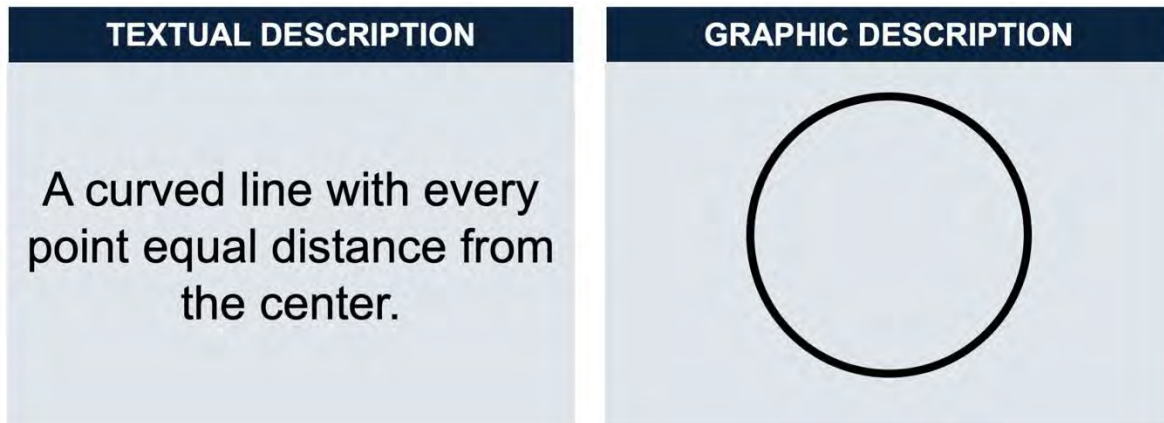 TEXTUAL DESCRIPTION
A curved line with every
point equal distance from
the center.
GRAPHIC DESCRIPTION